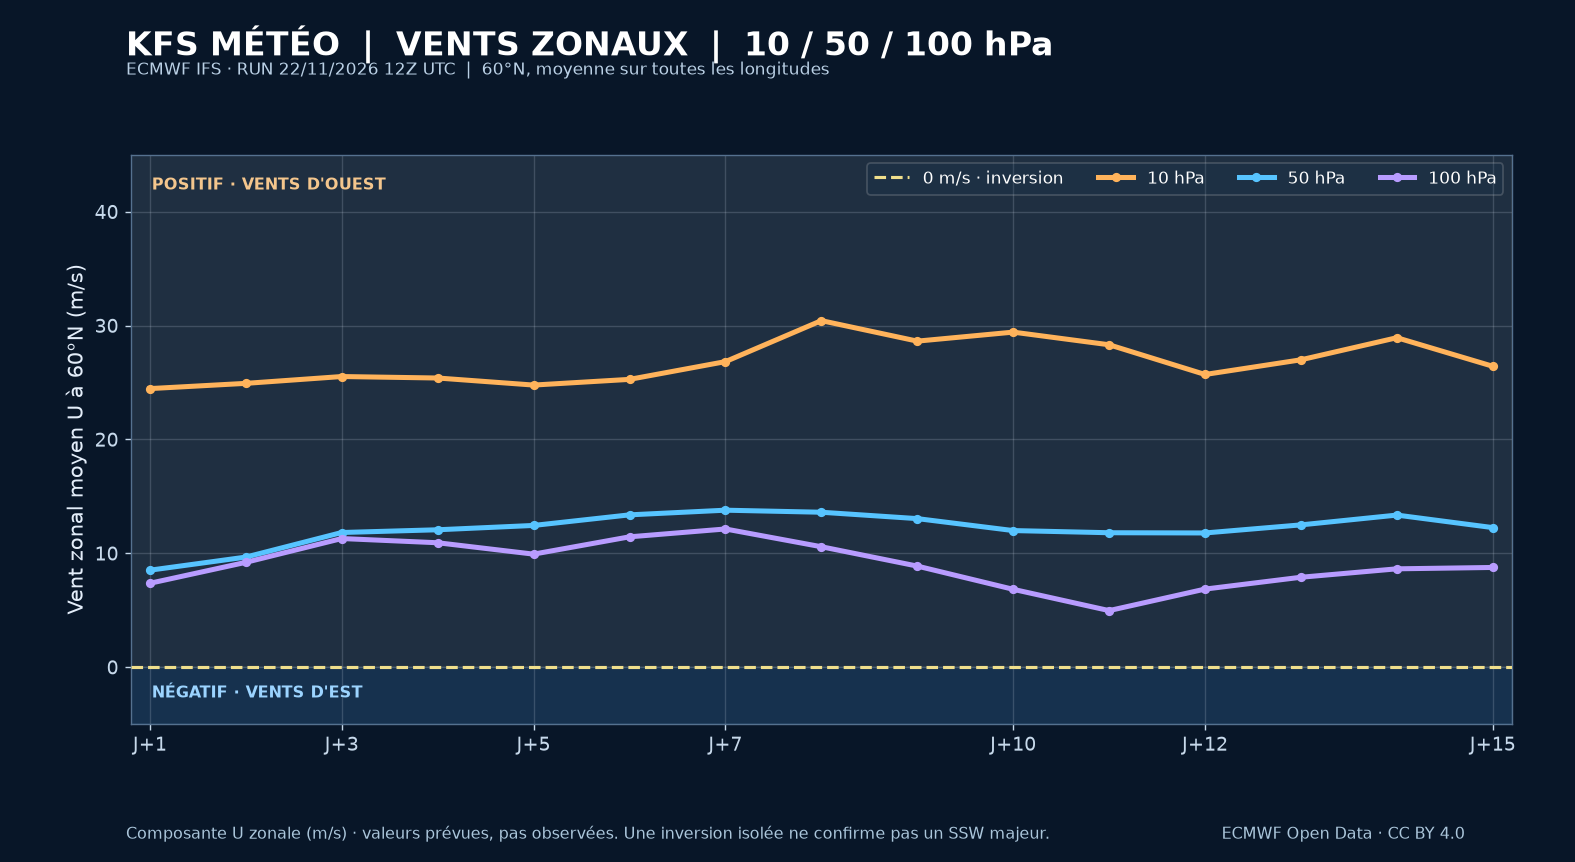 KFS MÉTÉO | VENTS ZONAUX | 10 / 50 / 100 hPa
ECMWF IFS · RUN 22/11/2026 12Z UTC | 60°N, moyenne sur toutes les longitudes
POSITIF · VENTS D'OUEST
0 m/s · inversion 10 hPa 50 hPa 100 hPa
Vent zonal moyen U à 60°N (m/s)
40
30
20
10
0
NÉGATIF · VENTS D'EST
J+1 J+3 J+5 J+7 J+10 J+12 J+15
Composante U zonale (m/s) · valeurs prévues, pas observées. Une inversion isolée ne confirme pas un SSW majeur.
ECMWF Open Data · CC BY 4.0